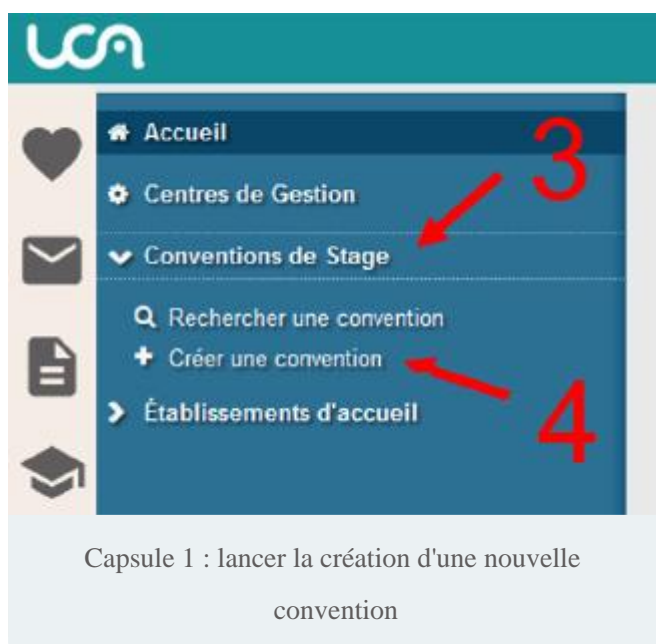 UCA
Accueil
3
Centres de Gestion
Conventions de Stage
Rechercher une convention
Créer une convention
4
Établissements d'accueil
Capsule 1 : lancer la création d'une nouvelle
convention